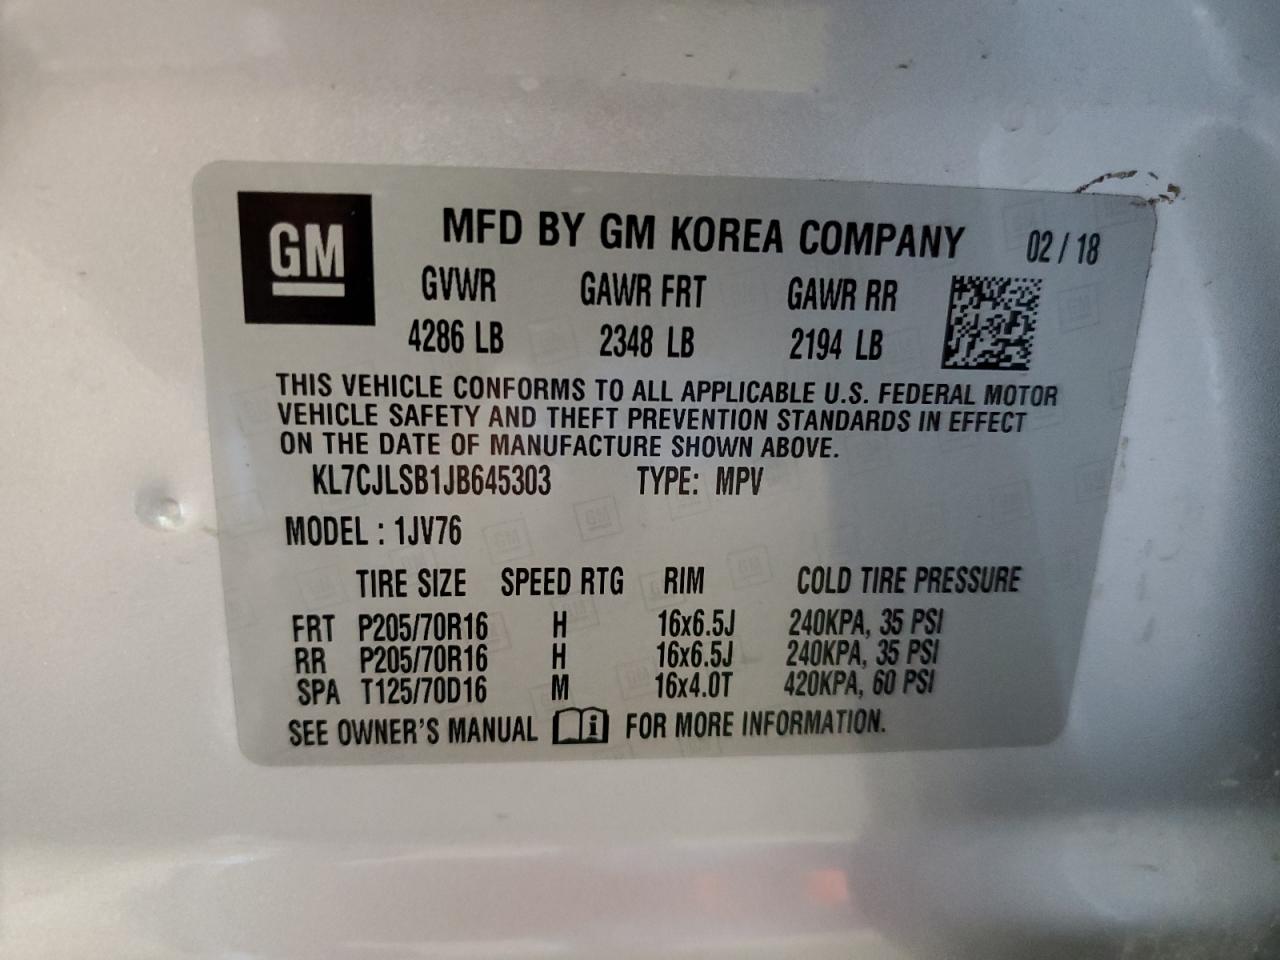 GM
MFD BY GM KOREA COMPANY 02 / 18
GVWR GAWR FRT GAWR RR
4286 LB 2348 LB 2194 LB
THIS VEHICLE CONFORMS TO ALL APPLICABLE U.S. FEDERAL MOTOR
VEHICLE SAFETY AND THEFT PREVENTION STANDARDS IN EFFECT
ON THE DATE OF MANUFACTURE SHOWN ABOVE.
KL7CJLSB1JB645303 TYPE: MPV
MODEL : 1JV76
TIRE SIZE SPEED RTG RIM COLD TIRE PRESSURE
FRT P205/70R16 H 16x6.5J 240KPA, 35 PSI
RR P205/70R16 H 16x6.5J 240KPA, 35 PSI
SPA T125/70D16 M 16x4.0T 420KPA, 60 PSI
SEE OWNER'S MANUAL i FOR MORE INFORMATION.